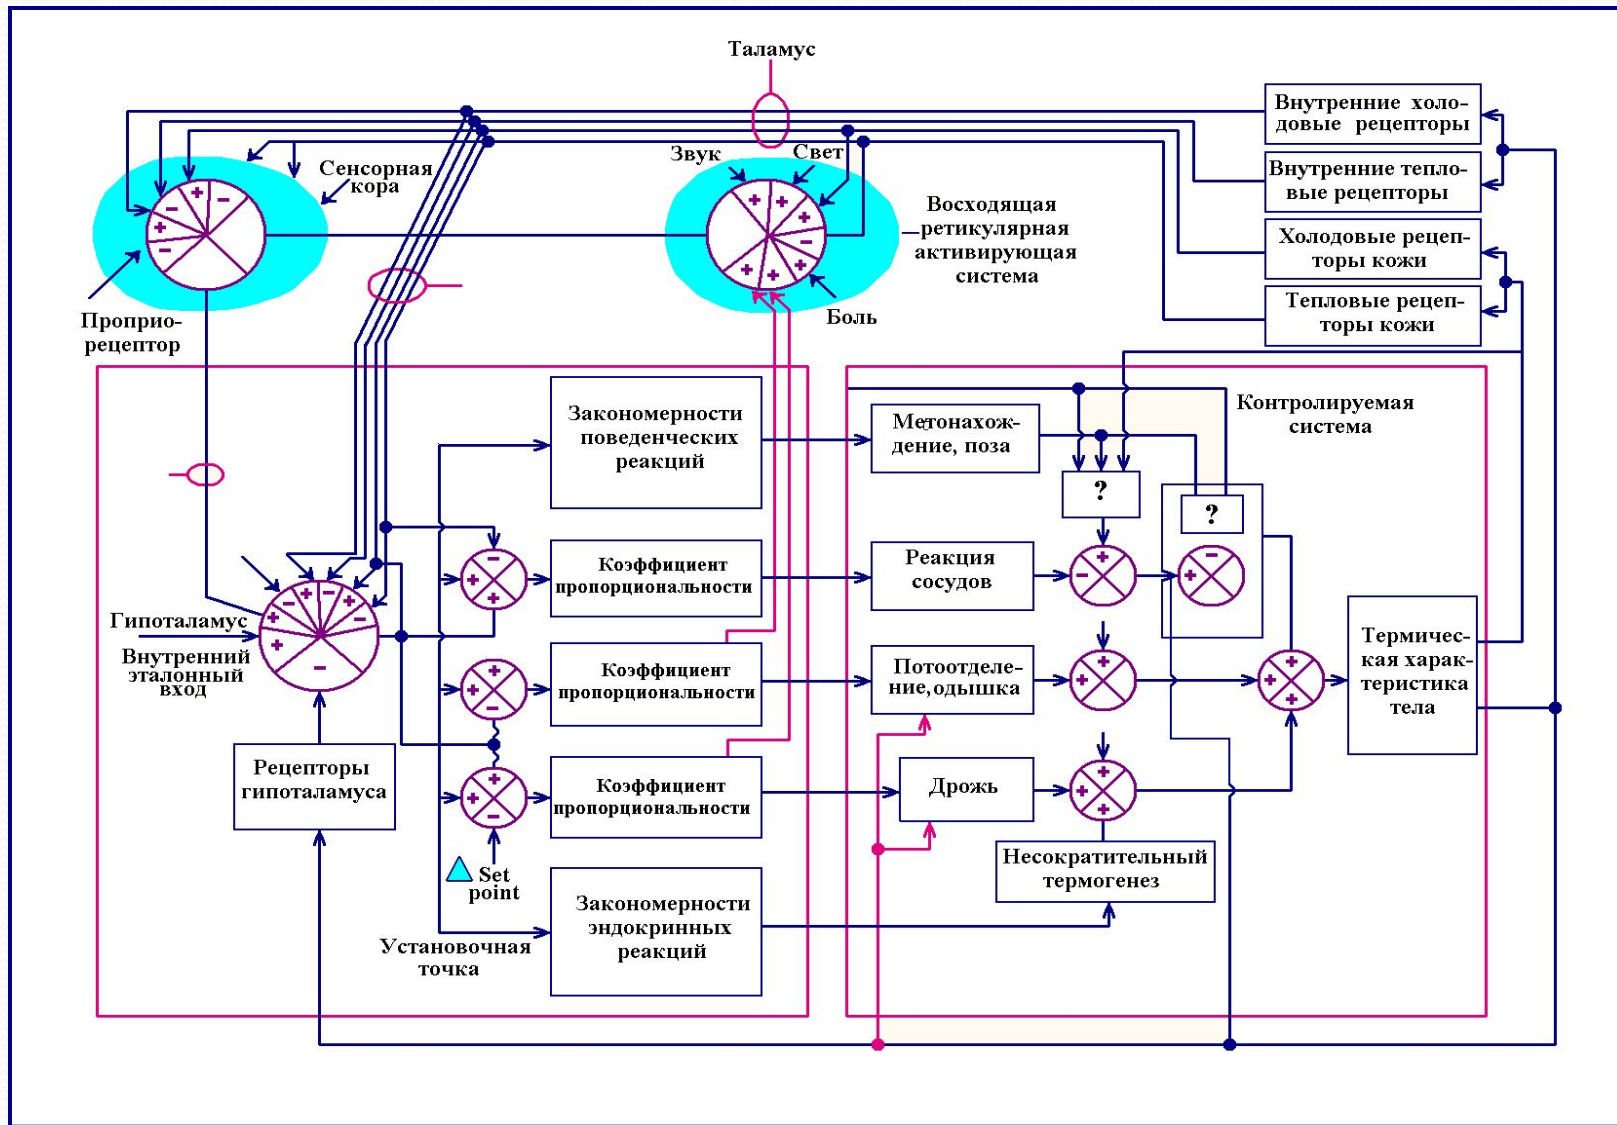 Таламус
Внутренние холо-
довые рецепторы
Звук
Свет
Сенсорная
кора
Внутренние тепло-
вые рецепторы
Восходящая
ретикулярная
активирующая
система
Холодовые рецеп-
торы кожи
Тепловые рецеп-
торы кожи
Проприо-
рецептор
Боль
Закономерности
поведенческих
реакций
Метонахож-
дение, поза
Контролируемая
система
?
?
Коэффициент
пропорциональности
Реакция
сосудов
Гипоталамус
Внутренний
эталонный
вход
Коэффициент
пропорциональности
Потоотделе-
ние,одышка
Термичес-
кая харак-
теристика
тела
Рецепторы
гипоталамуса
Коэффициент
пропорциональности
Дрожь
Set
point
Несократительный
термогенез
Закономерности
эндокринных
реакций
Установочная
точка